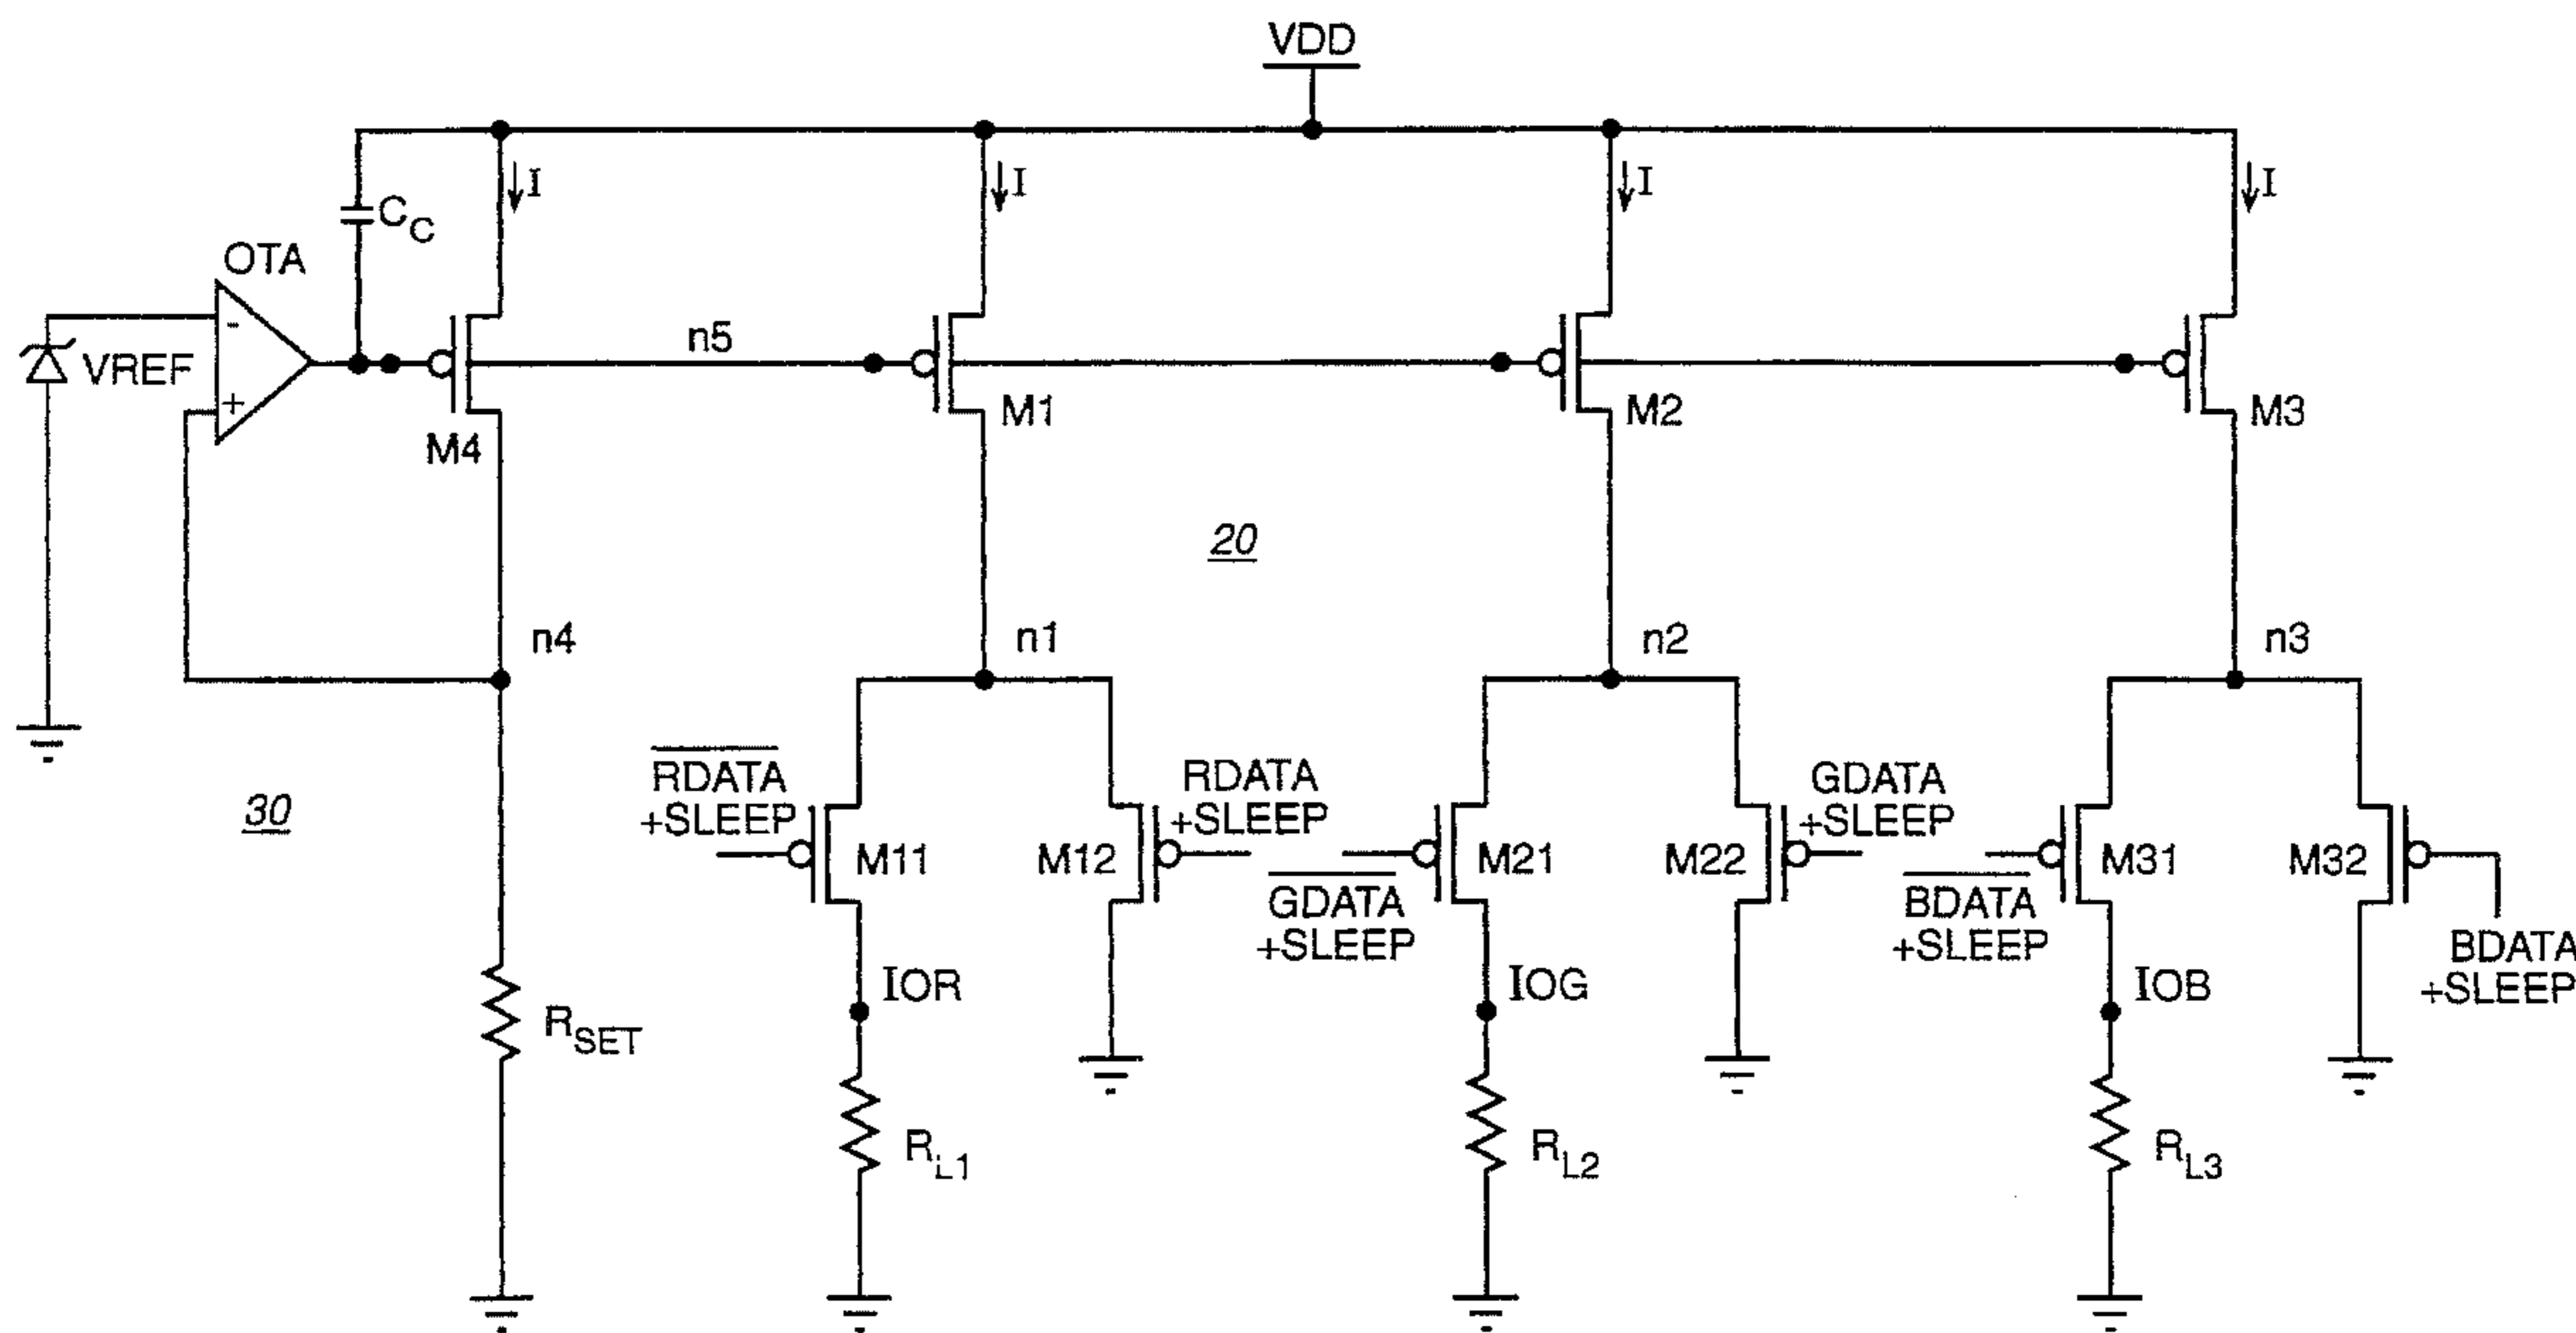 VDD
I
I
I
I
C_C
OTA
-
VREF
n5
+
M4
M1
M2
M3
20
n4
n1
n2
n3
30
RDATA
+SLEEP
RDATA
+SLEEP
GDATA
+SLEEP
M11
M12
M21
M22
M31
M32
GDATA
+SLEEP
BDATA
+SLEEP
BDATA
+SLEEP
IOR
IOG
IOB
R_SET
R_L1
R_L2
R_L3